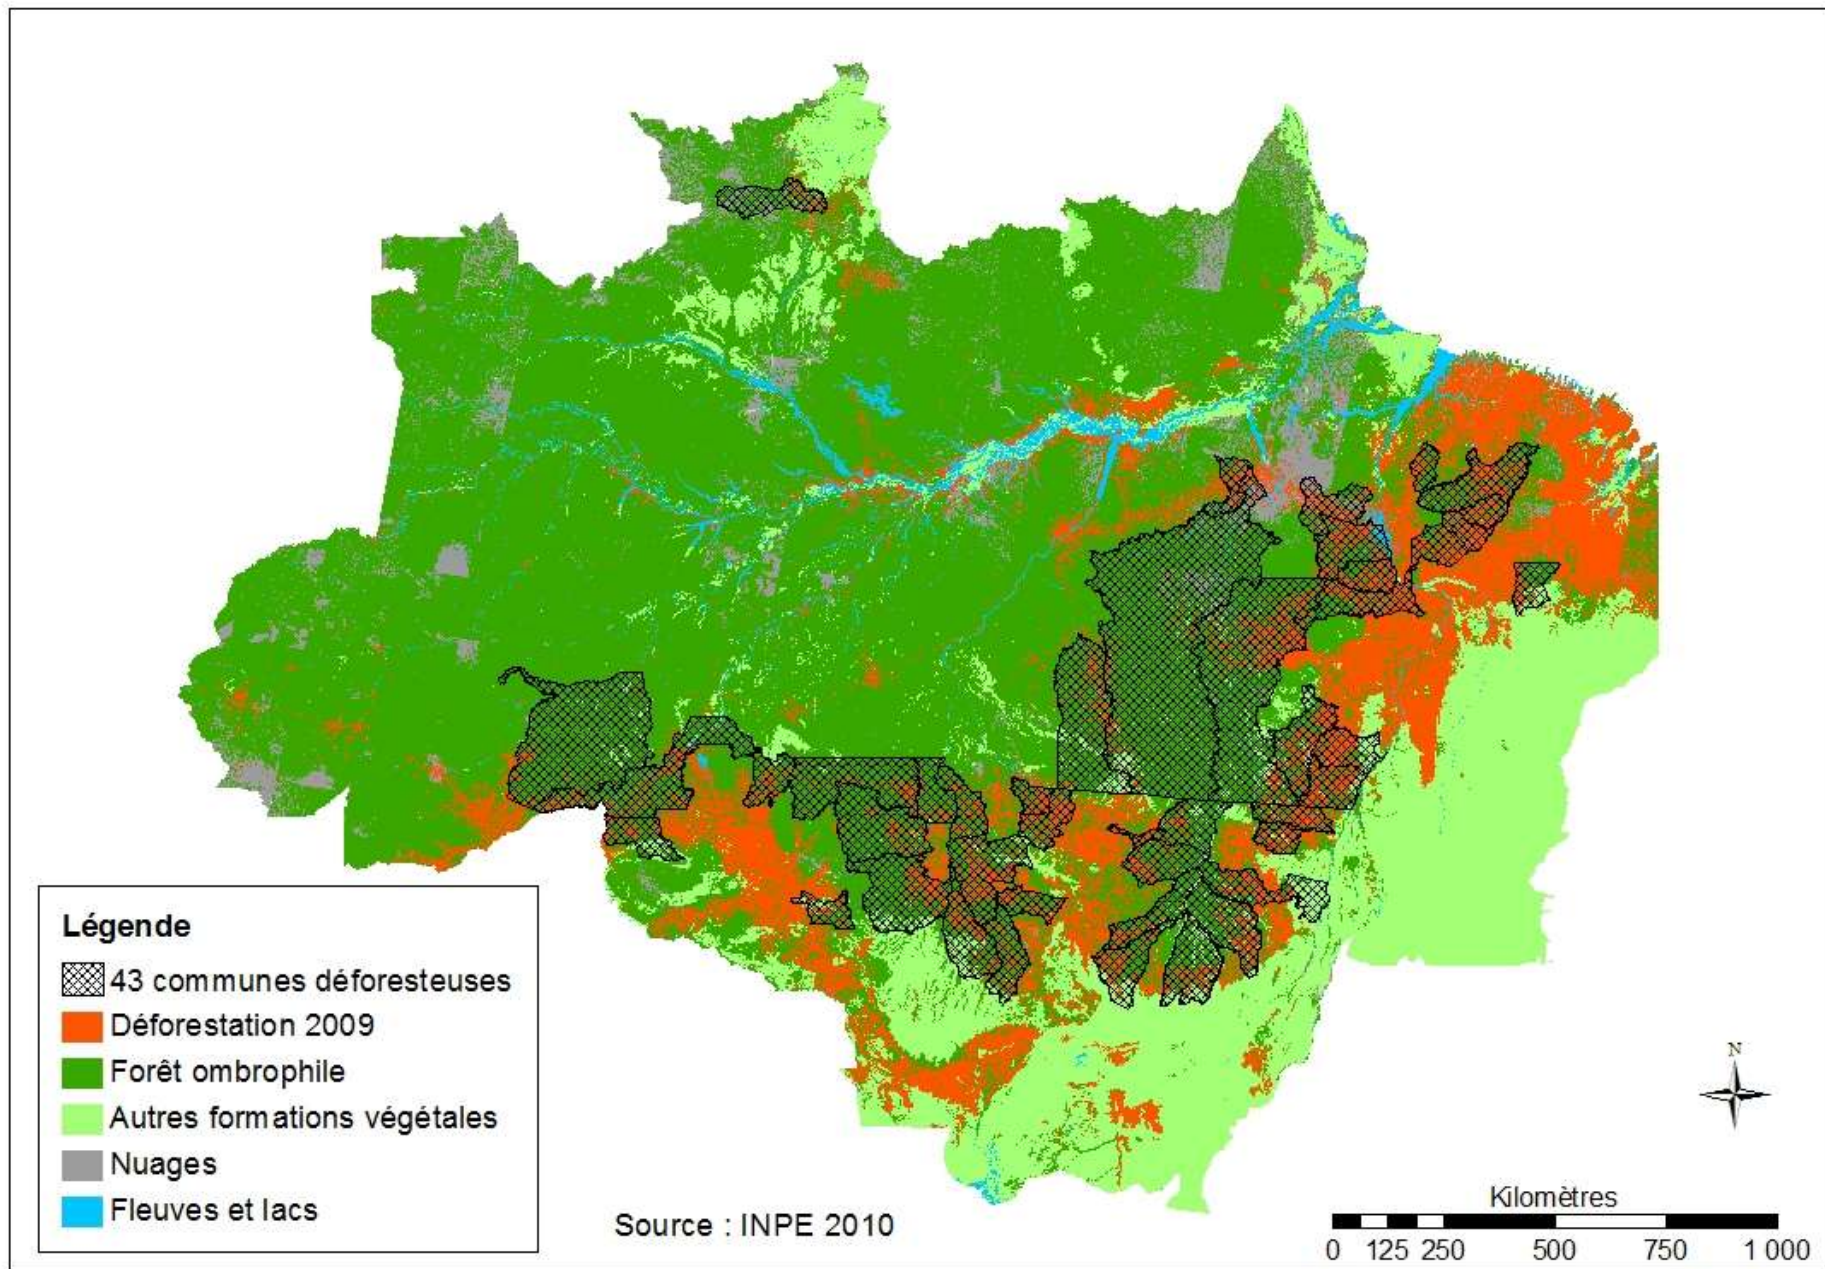 Légende
43 communes déforesteuses
Déforestation 2009
Forêt ombrophile
Autres formations végétales
Nuages
Fleuves et lacs
Source : INPE 2010
N
Kilomètres
0 125 250 500 750 1 000